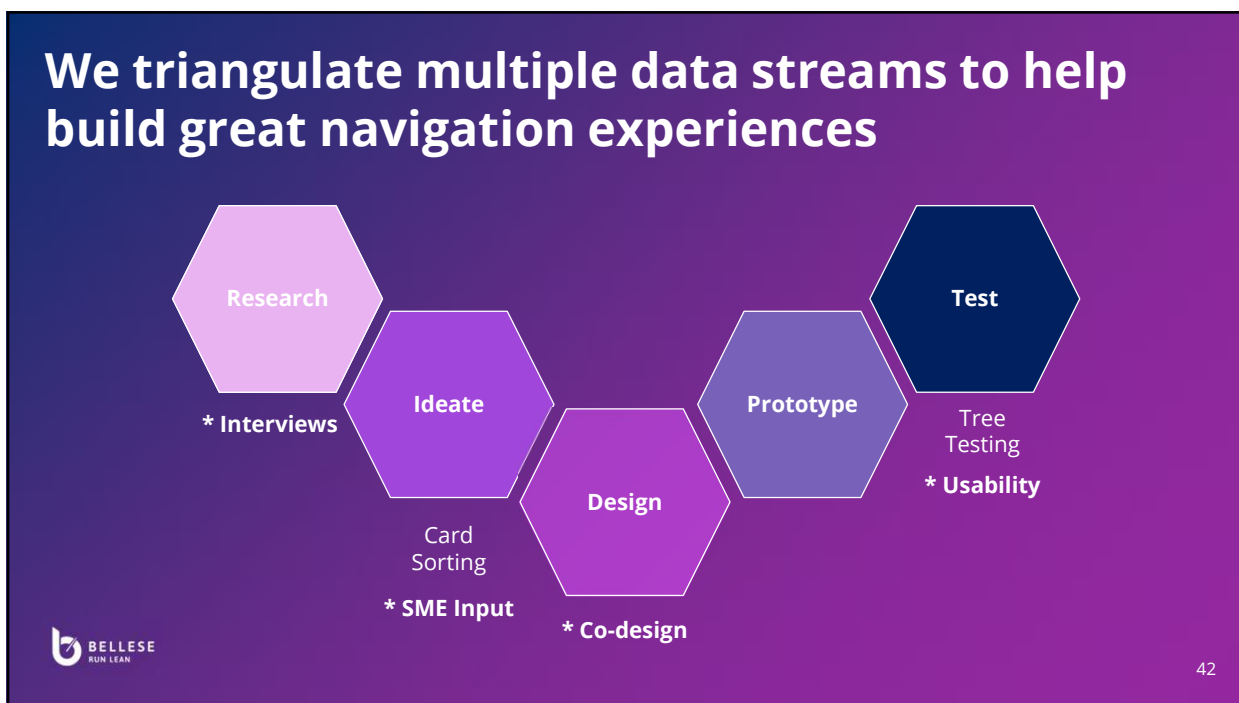 We triangulate multiple data streams to help
build great navigation experiences
Research
* Interviews
Ideate
Card
Sorting
* SME Input
Design
* Co-design
Prototype
Test
Tree
Testing
* Usability
BELLESE
RUN LEAN
42